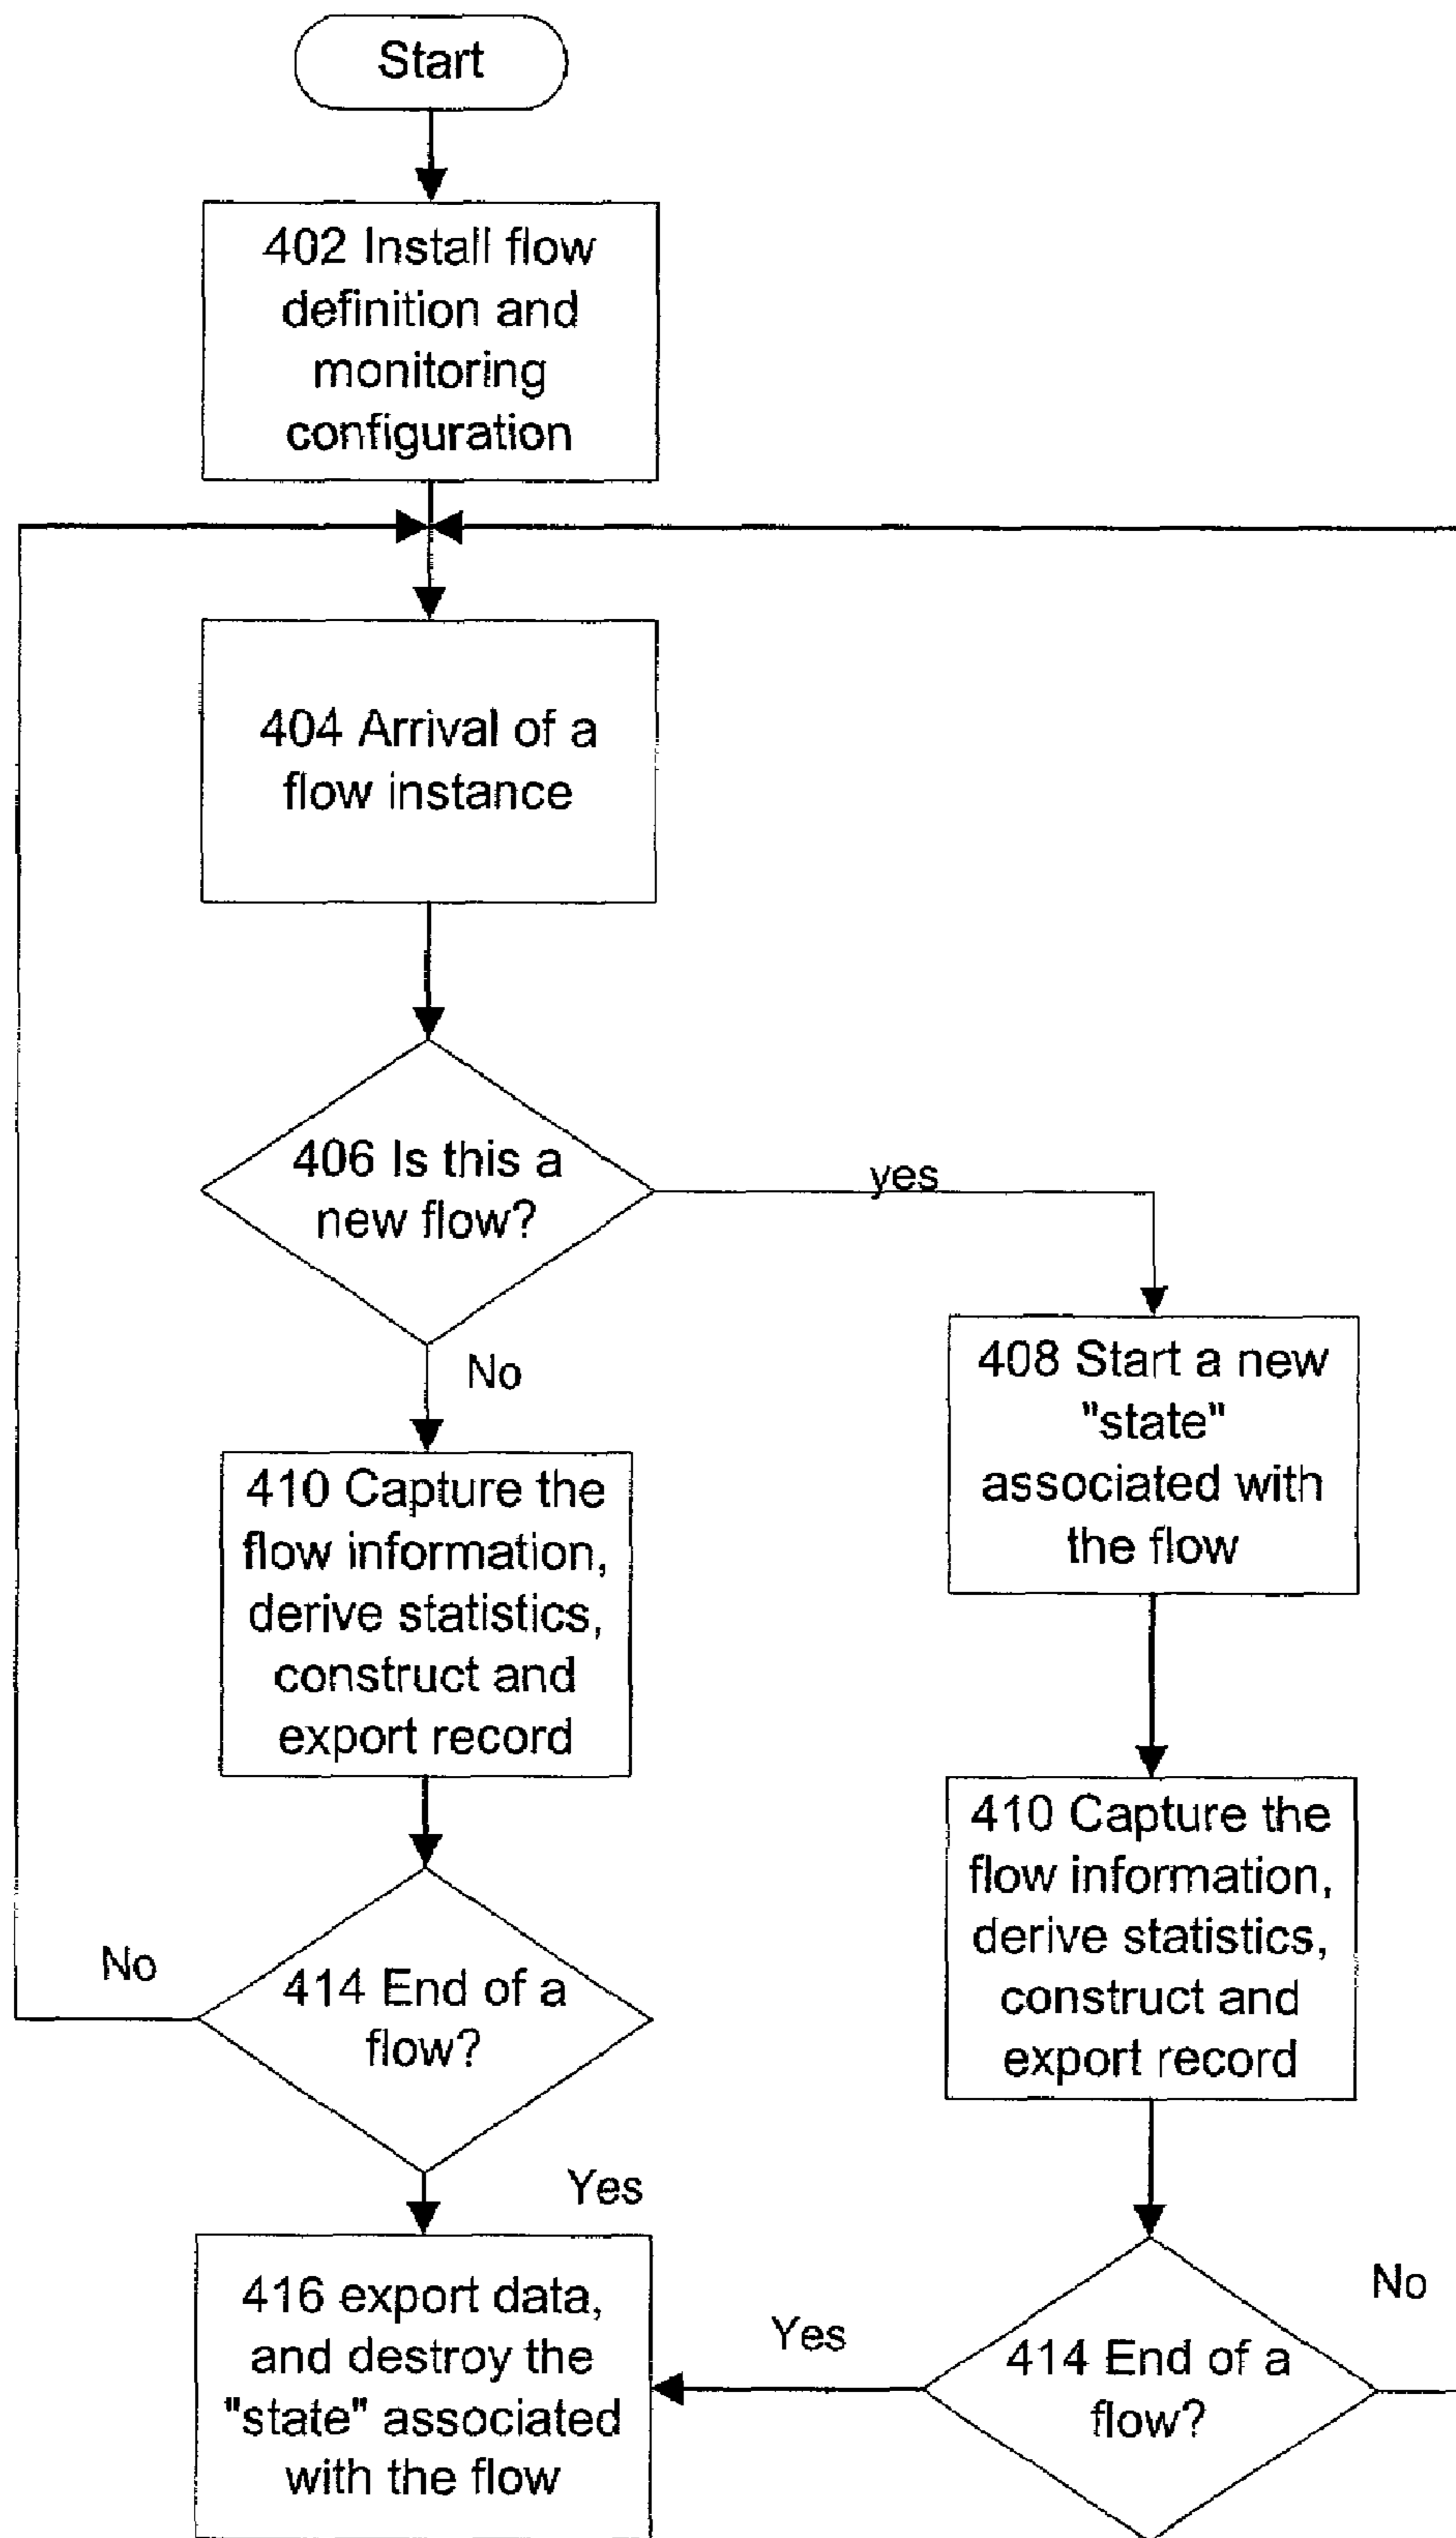 Start
402 Install flow
definition and
monitoring
configuration
404 Arrival of a
flow instance
406 Is this a
new flow?
yes
No
408 Start a new
"state"
associated with
the flow
410 Capture the
flow information,
derive statistics,
construct and
export record
410 Capture the
flow information,
derive statistics,
construct and
export record
No
414 End of a
flow?
Yes
416 export data,
and destroy the
"state" associated
with the flow
Yes
414 End of a
flow?
No